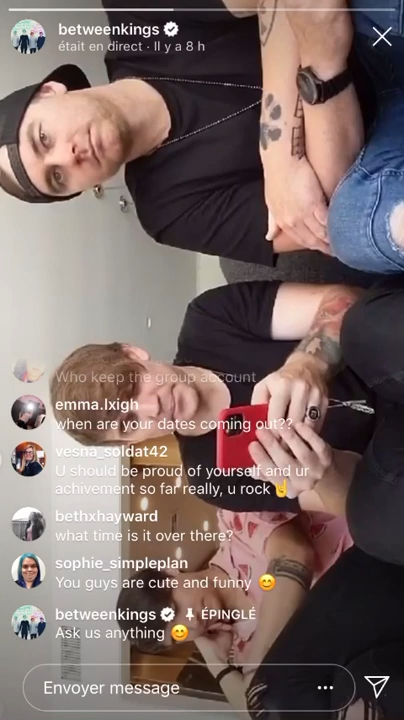 betweenkings
était en direct · Il y a 8 h
Who keep the group account
emma.lxigh
when are your dates coming out??
vesna_soldat42
U should be proud of yourself and ur
achivement so far really, u rock🤘
bethxhayward
what time is it over there?
sophie_simpleplan
You guys are cute and funny 😊
betweenkings 📌 ÉPINGLÉ
Ask us anything 😊
Envoyer message